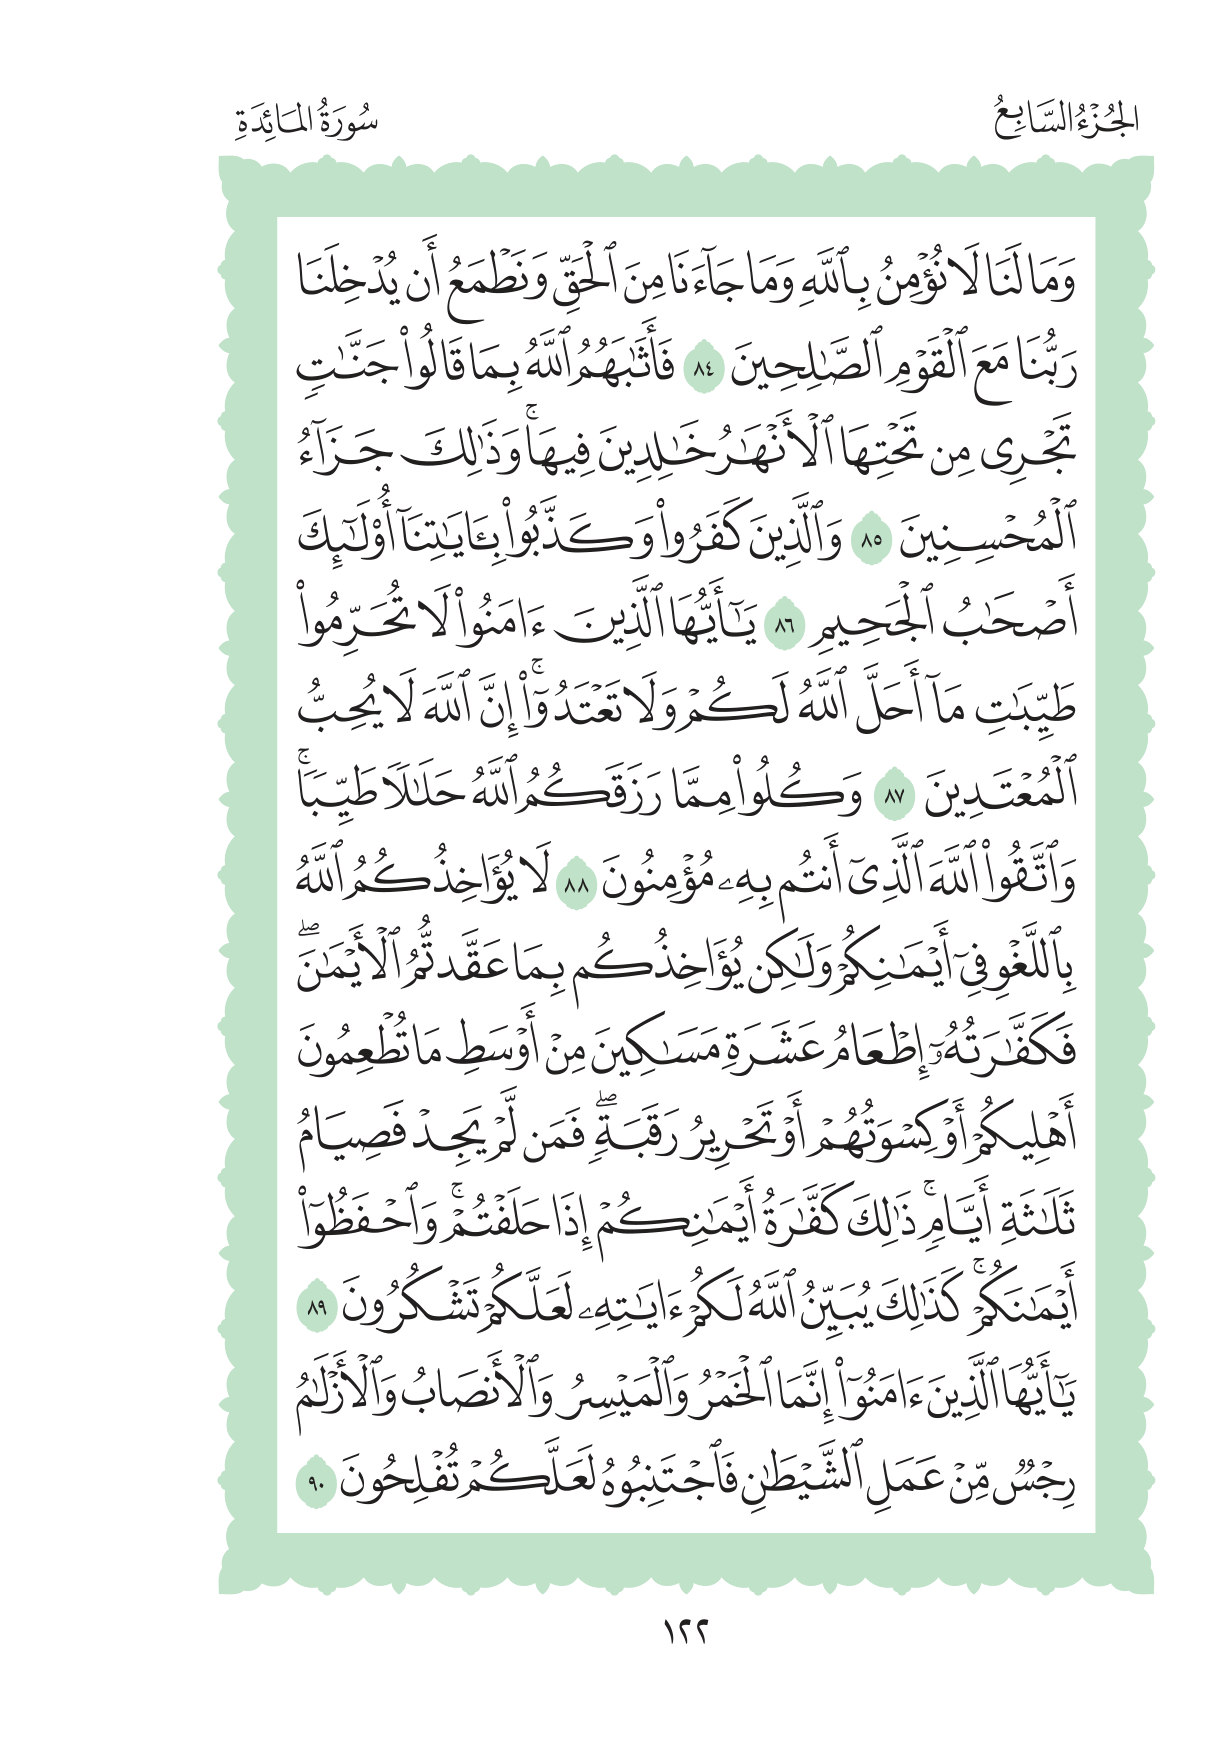 الجُزْءُ السَّابِعُ
سُورَةُ المَائِدَةِ
وَمَا لَنَا لَا نُؤْمِنُ بِٱللَّهِ وَمَا جَآءَنَا مِنَ ٱلْحَقِّ وَنَطْمَعُ أَن يُدْخِلَنَا
رَبُّنَا مَعَ ٱلْقَوْمِ ٱلصَّـٰلِحِينَ ٨٤ فَأَثَـٰبَهُمُ ٱللَّهُ بِمَا قَالُوا۟ جَنَّـٰتٍ
تَجْرِى مِن تَحْتِهَا ٱلْأَنْهَـٰرُ خَـٰلِدِينَ فِيهَا ۚ وَذَٰلِكَ جَزَآءُ
ٱلْمُحْسِنِينَ ٨٥ وَٱلَّذِينَ كَفَرُوا۟ وَكَذَّبُوا۟ بِـَٔايَـٰتِنَآ أُو۟لَـٰٓئِكَ
أَصْحَـٰبُ ٱلْجَحِيمِ ٨٦ يَـٰٓأَيُّهَا ٱلَّذِينَ ءَامَنُوا۟ لَا تُحَرِّمُوا۟
طَيِّبَـٰتِ مَآ أَحَلَّ ٱللَّهُ لَكُمْ وَلَا تَعْتَدُوٓا۟ ۚ إِنَّ ٱللَّهَ لَا يُحِبُّ
ٱلْمُعْتَدِينَ ٨٧ وَكُلُوا۟ مِمَّا رَزَقَكُمُ ٱللَّهُ حَلَـٰلًا طَيِّبًا ۚ
وَٱتَّقُوا۟ ٱللَّهَ ٱلَّذِىٓ أَنتُم بِهِۦ مُؤْمِنُونَ ٨٨ لَا يُؤَاخِذُكُمُ ٱللَّهُ
بِٱللَّغْوِ فِىٓ أَيْمَـٰنِكُمْ وَلَـٰكِن يُؤَاخِذُكُم بِمَا عَقَّدتُّمُ ٱلْأَيْمَـٰنَ ۖ
فَكَفَّـٰرَتُهُۥٓ إِطْعَامُ عَشَرَةِ مَسَـٰكِينَ مِنْ أَوْسَطِ مَا تُطْعِمُونَ
أَهْلِيكُمْ أَوْ كِسْوَتُهُمْ أَوْ تَحْرِيرُ رَقَبَةٍ ۖ فَمَن لَّمْ يَجِدْ فَصِيَامُ
ثَلَـٰثَةِ أَيَّامٍ ۚ ذَٰلِكَ كَفَّـٰرَةُ أَيْمَـٰنِكُمْ إِذَا حَلَفْتُمْ ۚ وَٱحْفَظُوٓا۟
أَيْمَـٰنَكُمْ ۚ كَذَٰلِكَ يُبَيِّنُ ٱللَّهُ لَكُمْ ءَايَـٰتِهِۦ لَعَلَّكُمْ تَشْكُرُونَ ٨٩
يَـٰٓأَيُّهَا ٱلَّذِينَ ءَامَنُوٓا۟ إِنَّمَا ٱلْخَمْرُ وَٱلْمَيْسِرُ وَٱلْأَنصَابُ وَٱلْأَزْلَـٰمُ
رِجْسٌ مِّنْ عَمَلِ ٱلشَّيْطَـٰنِ فَٱجْتَنِبُوهُ لَعَلَّكُمْ تُفْلِحُونَ ٩٠
١٢٢